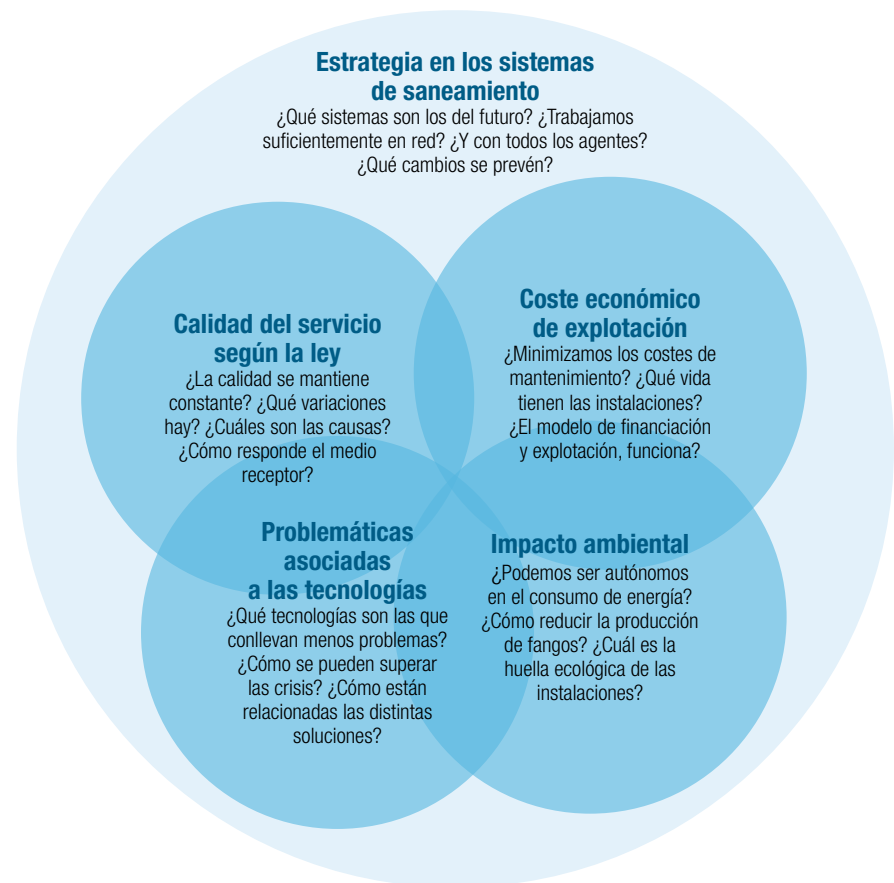 Estrategia en los sistemas
de saneamiento
¿Qué sistemas son los del futuro? ¿Trabajamos
suficientemente en red? ¿Y con todos los agentes?
¿Qué cambios se prevén?
Calidad del servicio
según la ley
¿La calidad se mantiene
constante? ¿Qué variaciones
hay? ¿Cuáles son las causas?
¿Cómo responde el medio
receptor?
Coste económico
de explotación
¿Minimizamos los costes de
mantenimiento? ¿Qué vida
tienen las instalaciones?
¿El modelo de financiación
y explotación, funciona?
Problemáticas
asociadas
a las tecnologías
¿Qué tecnologías son las que
conllevan menos problemas?
¿Cómo se pueden superar
las crisis? ¿Cómo están
relacionadas las distintas
soluciones?
Impacto ambiental
¿Podemos ser autónomos
en el consumo de energía?
¿Cómo reducir la producción
de fangos? ¿Cuál es la
huella ecológica de las
instalaciones?